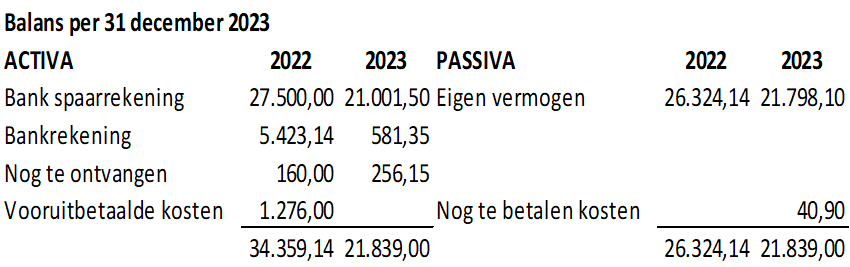 Balans per 31 december 2023
ACTIVA 2022 2023 PASSIVA 2022 2023
Bank spaarrekening 27.500,00 21.001,50 Eigen vermogen 26.324,14 21.798,10
Bankrekening 5.423,14 581,35
Nog te ontvangen 160,00 256,15
Vooruitbetaalde kosten 1.276,00 Nog te betalen kosten 40,90
34.359,14 21.839,00 26.324,14 21.839,00